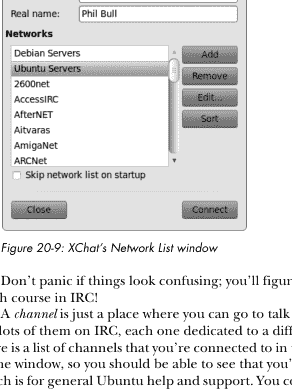 Real name: Phil Bull
Networks
Debian Servers
Ubuntu Servers
2600net
AccessIRC
AfterNET
Aitvaras
AmigaNet
ARCNet
Add
Remove
Edit...
Sort
Skip network list on startup
Close Connect
Figure 20-9: XChat's Network List window
Don't panic if things look confusing; you'll figur
h course in IRC!
A channel is just a place where you can go to talk
lots of them on IRC, each one dedicated to a diff
e is a list of channels that you're connected to in
ne window, so you should be able to see that you'
ch is for general Ubuntu help and support. You c